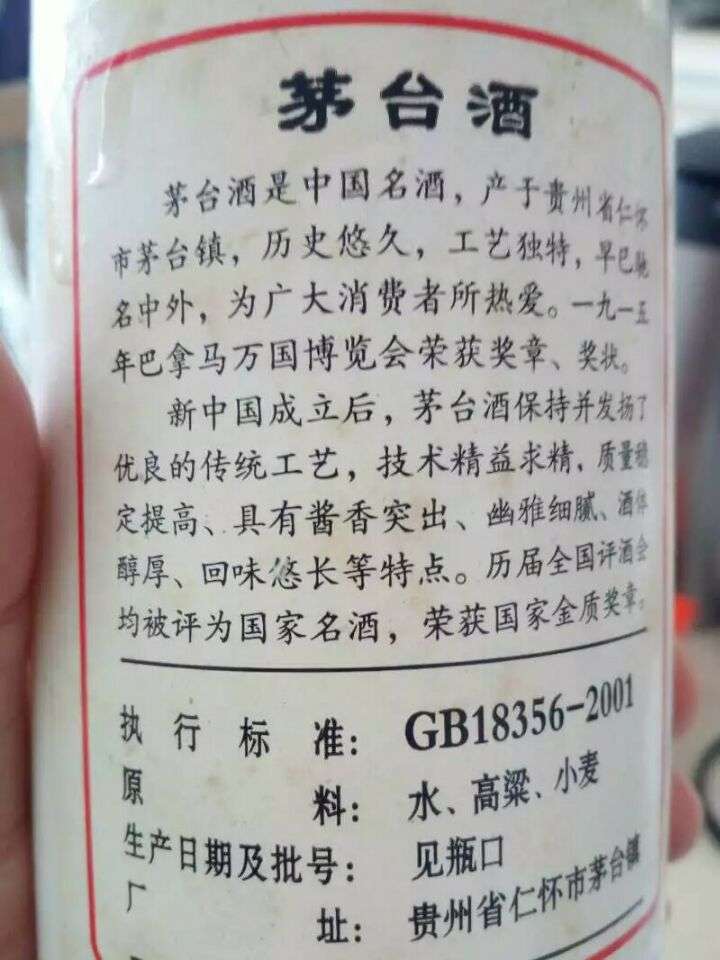 茅台酒
茅台酒是中国名酒，产于贵州省仁怀
市茅台镇，历史悠久，工艺独特，早已驰
名中外，为广大消费者所热爱。一九一五
年巴拿马万国博览会荣获奖章、奖状。
新中国成立后，茅台酒保持并发扬了
优良的传统工艺，技术精益求精，质量稳
定提高、具有酱香突出、幽雅细腻、酒体
醇厚、回味悠长等特点。历届全国评酒会
均被评为国家名酒，荣获国家金质奖章。
执行标准：GB18356-2001
原料：水、高粱、小麦
生产日期及批号：见瓶口
厂址：贵州省仁怀市茅台镇